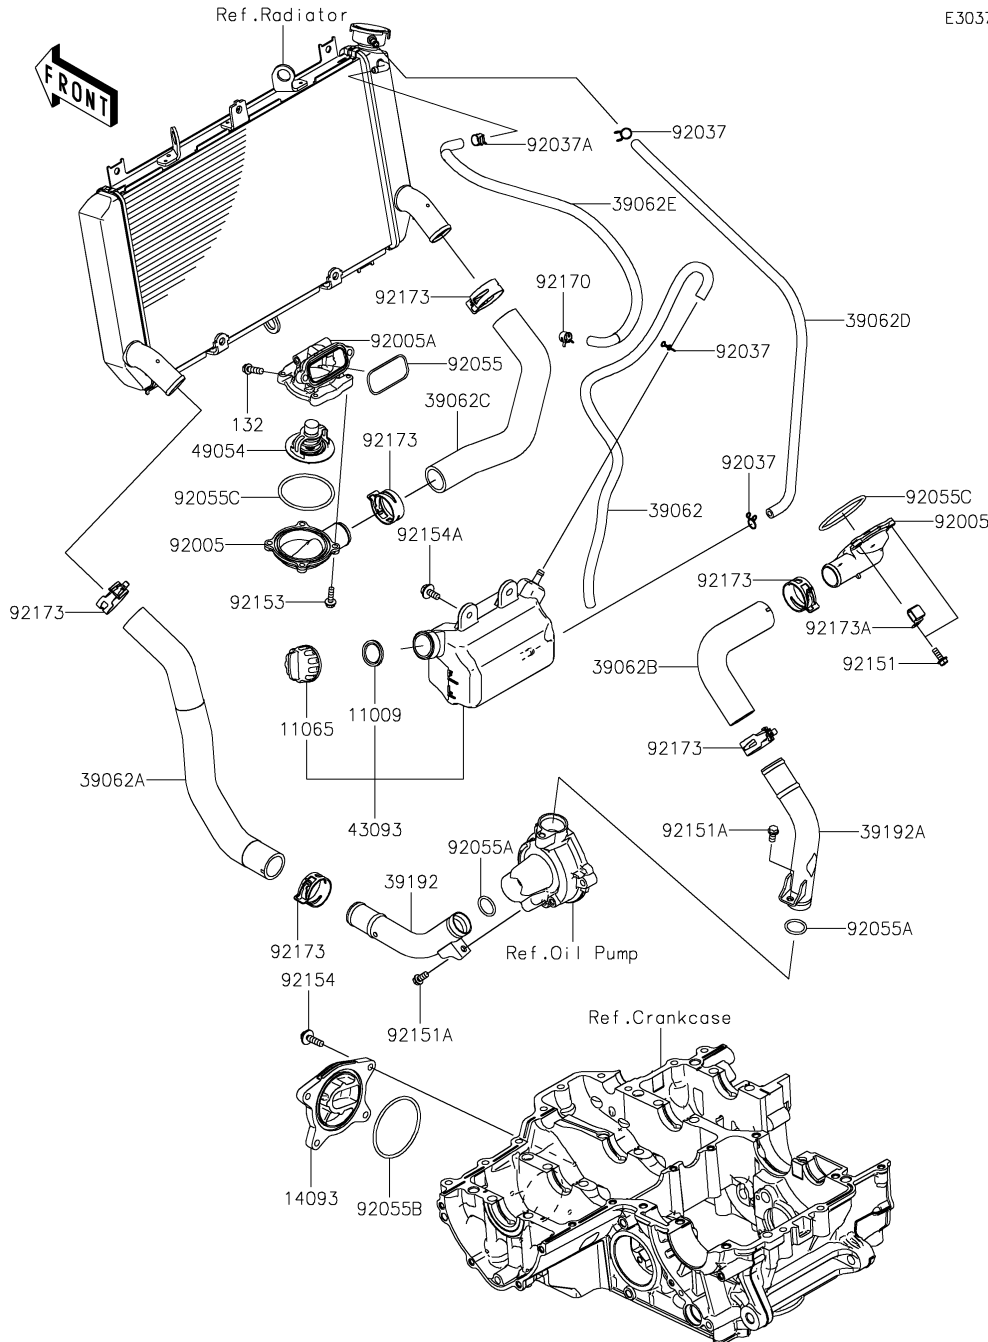 Ref.Radiator
E3037
FRONT
92037
92037A
39062E
92170
92173
39062D
92005A
92055
92037
132
39062C
49054
92173
92055C
92037
92055C
39062
92005
92154A
92005
92173
92153
92173
92173A
92151
39062B
11009
11065
92173
39062A
43093
92151A
39192A
92055A
39192
92055A
92173
Ref.Oil Pump
92154
92151A
Ref.Crankcase
14093
92055B